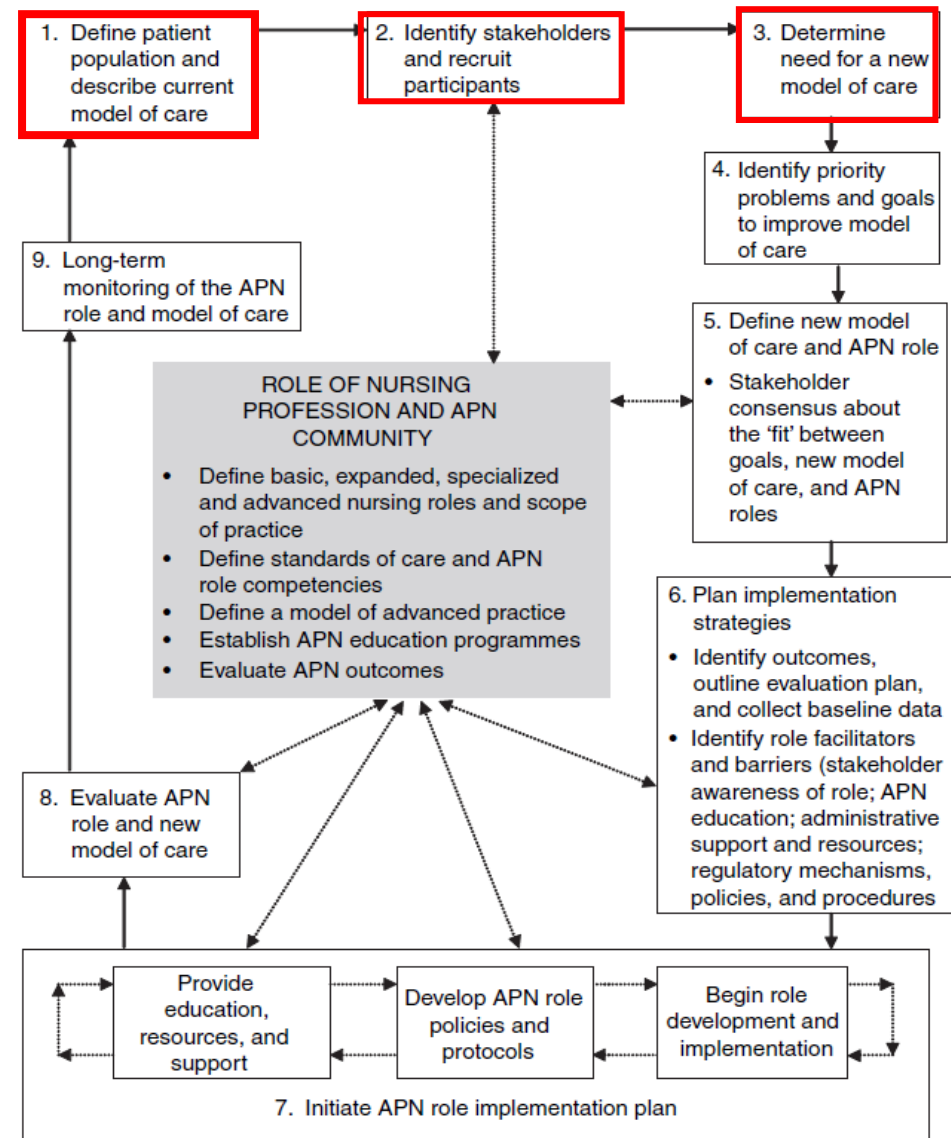 1. Define patient
population and
describe current
model of care
2. Identify stakeholders
and recruit
participants
3. Determine
need for a new
model of care
4. Identify priority
problems and goals
to improve model
of care
5. Define new model
of care and APN role
• Stakeholder
consensus about
the ‘fit’ between
goals, new model
of care, and APN
roles
6. Plan implementation
strategies
• Identify outcomes,
outline evaluation plan,
and collect baseline data
• Identify role facilitators
and barriers (stakeholder
awareness of role; APN
education; administrative
support and resources;
regulatory mechanisms,
policies, and procedures
Provide
education,
resources, and
support
Develop APN role
policies and
protocols
Begin role
development and
implementation
7. Initiate APN role implementation plan
8. Evaluate APN
role and new
model of care
9. Long-term
monitoring of the APN
role and model of care
ROLE OF NURSING
PROFESSION AND APN
COMMUNITY
• Define basic, expanded, specialized
and advanced nursing roles and scope
of practice
• Define standards of care and APN
role competencies
• Define a model of advanced practice
• Establish APN education programmes
• Evaluate APN outcomes